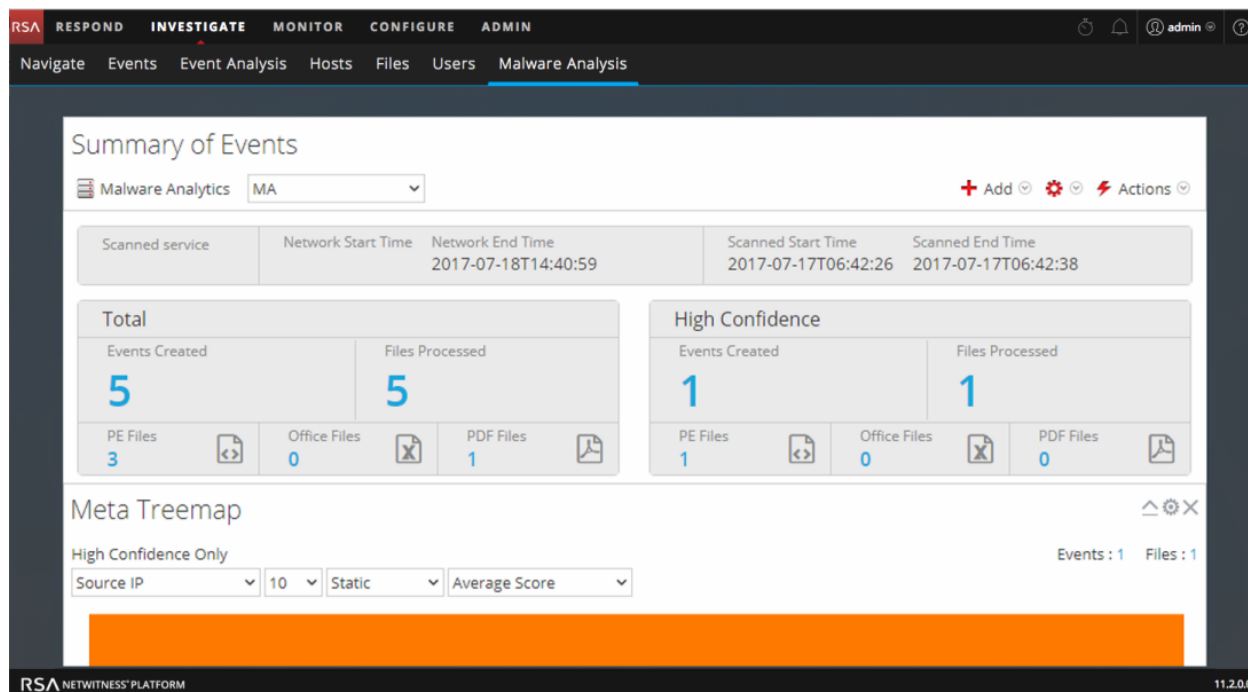 RSA RESPOND INVESTIGATE MONITOR CONFIGURE ADMIN admin
Navigate Events Event Analysis Hosts Files Users Malware Analysis
Summary of Events
Malware Analytics MA Add Actions
Scanned service Network Start Time Network End Time Scanned Start Time Scanned End Time
2017-07-18T14:40:59 2017-07-17T06:42:26 2017-07-17T06:42:38
Total High Confidence
Events Created Files Processed Events Created Files Processed
5 5 1 1
PE Files Office Files PDF Files PE Files Office Files PDF Files
3 0 1 1 0 0
Meta Treemap
High Confidence Only Events : 1 Files : 1
Source IP 10 Static Average Score
RSA NETWITNESS® PLATFORM 11.2.0.